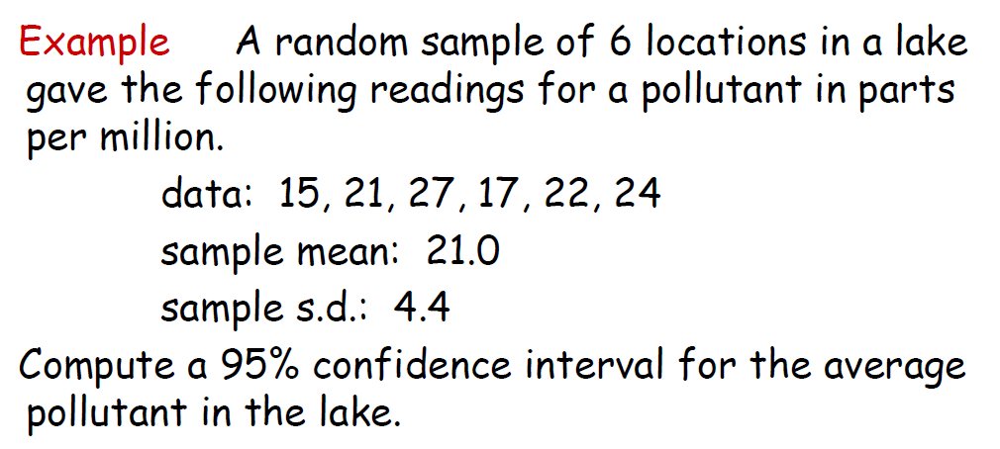 Example A random sample of 6 locations in a lake
gave the following readings for a pollutant in parts
per million.
data: 15, 21, 27, 17, 22, 24
sample mean: 21.0
sample s.d.: 4.4
Compute a 95% confidence interval for the average
pollutant in the lake.